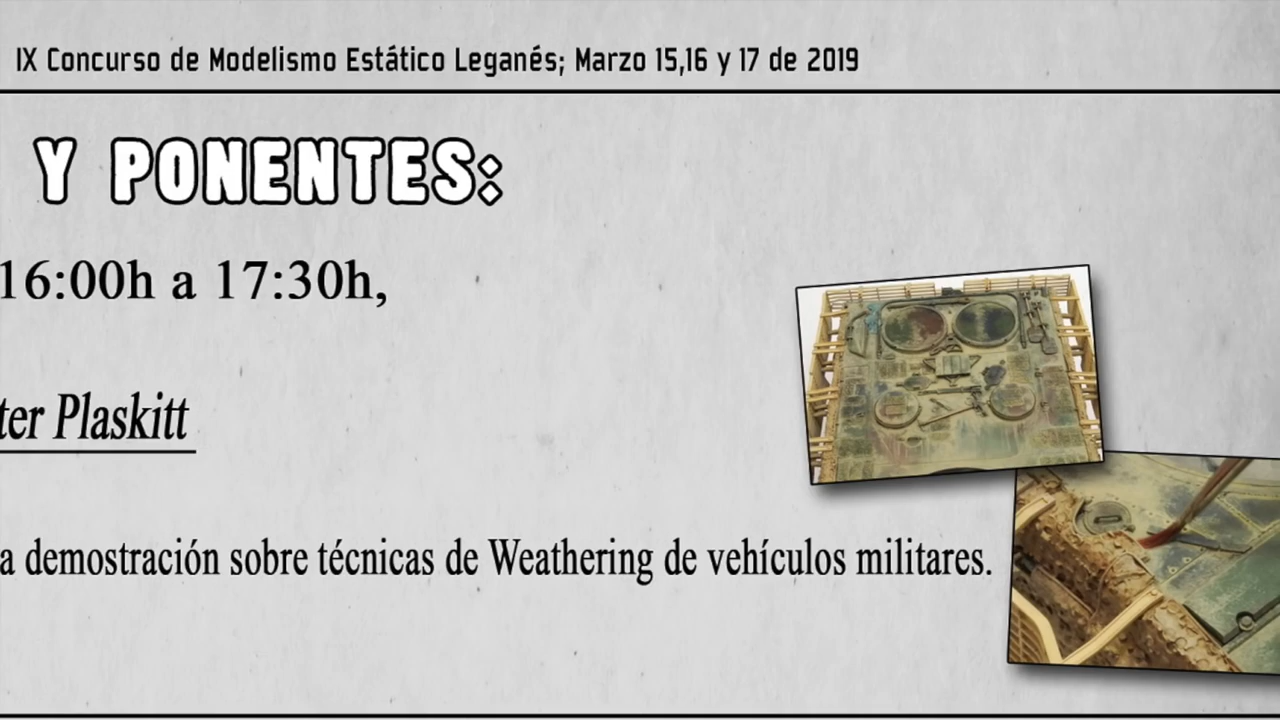 IX Concurso de Modelismo Estático Leganés; Marzo 15,16 y 17 de 2019
Y PONENTES:
16:00h a 17:30h,
ter Plaskitt
a demostración sobre técnicas de Weathering de vehículos militares.